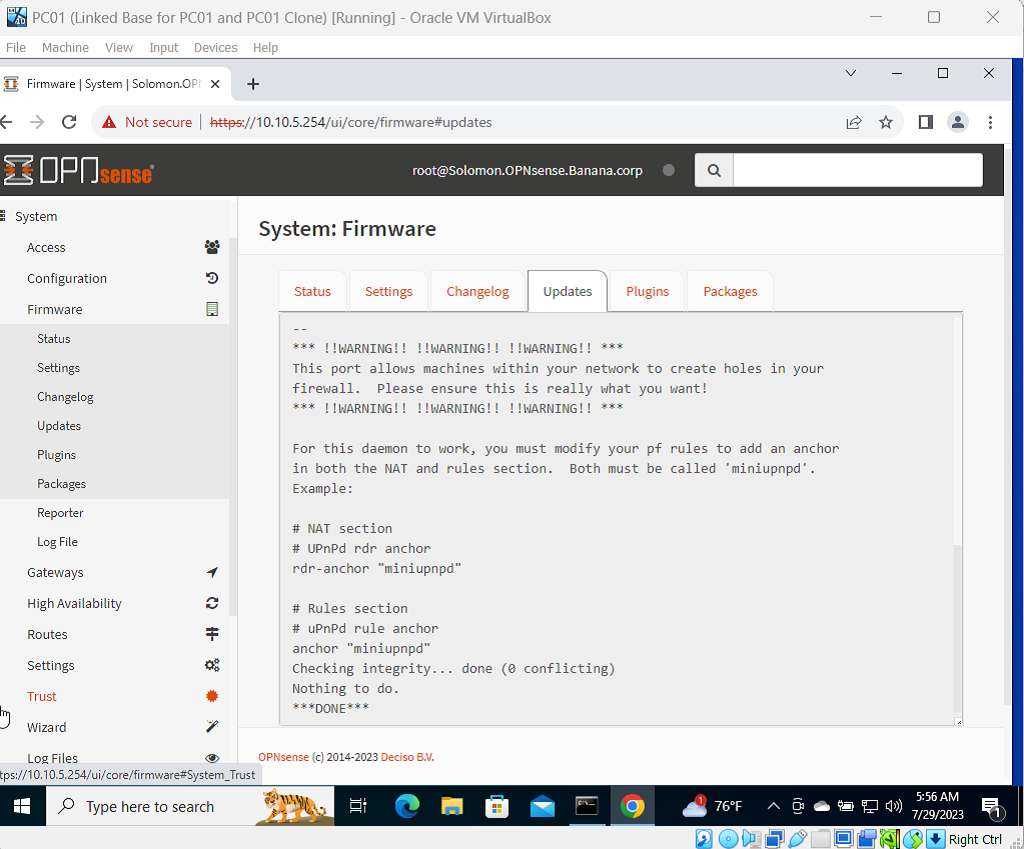 PC01 (Linked Base for PC01 and PC01 Clone) [Running] - Oracle VM VirtualBox
File Machine View Input Devices Help
Firmware | System | Solomon.OPN
Not secure | https://10.10.5.254/ui/core/firmware#updates
OPNsense
root@Solomon.OPNsense.Banana.corp
System
Access
Configuration
Firmware
Status
Settings
Changelog
Updates
Plugins
Packages
Reporter
Log File
Gateways
High Availability
Routes
Settings
Trust
Wizard
Log Files
System: Firmware
Status Settings Changelog Updates Plugins Packages
--
*** !!WARNING!! !!WARNING!! !!WARNING!! ***
This port allows machines within your network to create holes in your
firewall.  Please ensure this is really what you want!
*** !!WARNING!! !!WARNING!! !!WARNING!! ***
For this daemon to work, you must modify your pf rules to add an anchor
in both the NAT and rules section.  Both must be called 'miniupnpd'.
Example:
# NAT section
# UPnPd rdr anchor
rdr-anchor "miniupnpd"
# Rules section
# uPnPd rule anchor
anchor "miniupnpd"
Checking integrity... done (0 conflicting)
Nothing to do.
***DONE***
OPNsense (c) 2014-2023 Deciso B.V.
tps://10.10.5.254/ui/core/firmware#System_Trust
Type here to search
1
76°F
5:56 AM
7/29/2023
1
Right Ctrl